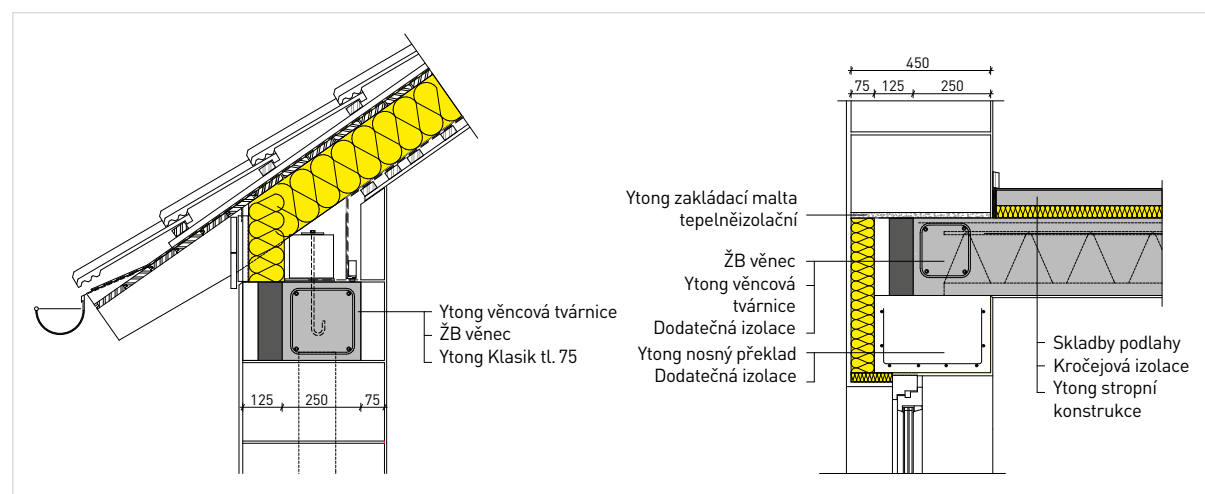 Ytong věncová tvárnice
ŽB věnec
Ytong Klasik tl. 75
125
250
75
450
75
125
250
Ytong zakládací malta
tepelněizolační
ŽB věnec
Ytong věncová
tvárnice
Dodatečná izolace
Ytong nosný překlad
Dodatečná izolace
Skladby podlahy
Kročejová izolace
Ytong stropní
konstrukce